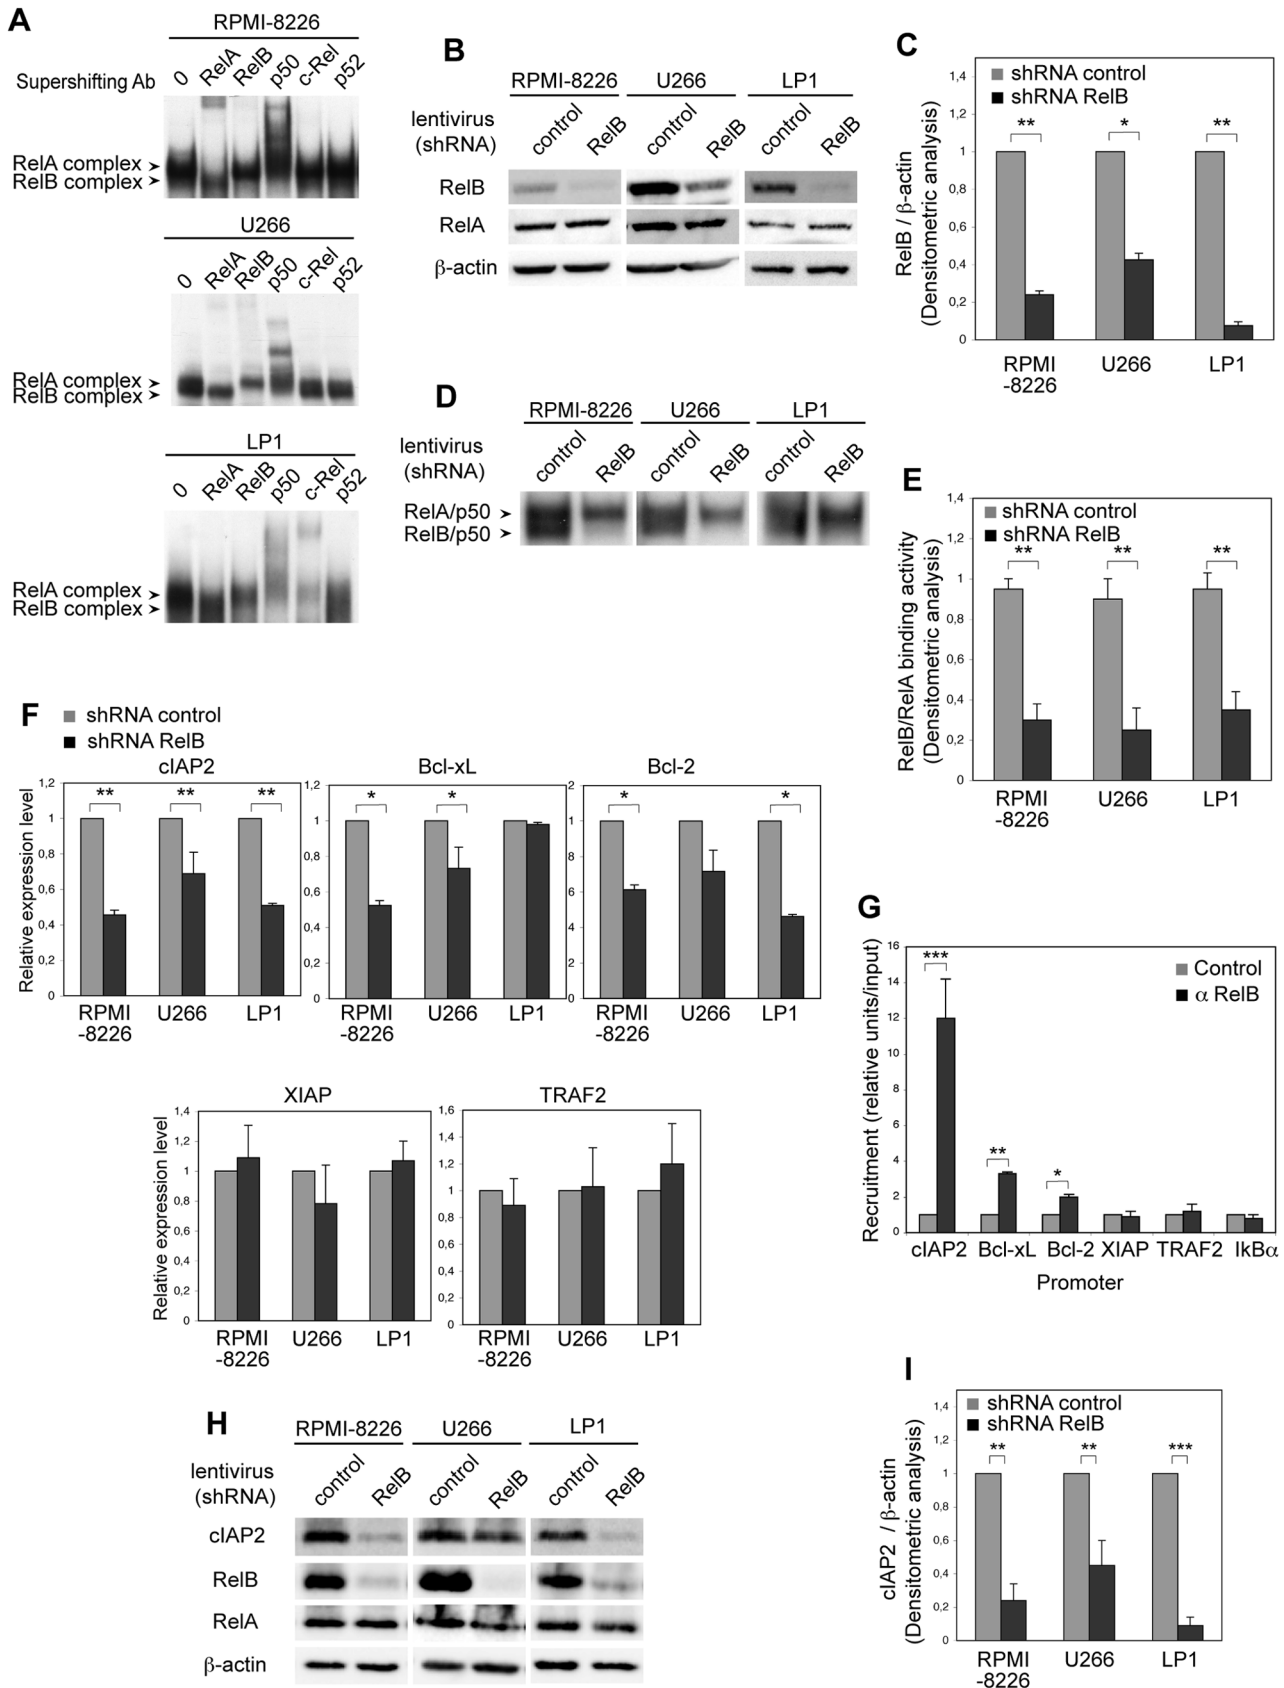 A
RPMI-8226
Supershifting Ab
0 RelA RelB p50 c-Rel p52
RelA complex
RelB complex
U266
0 RelA RelB p50 c-Rel p52
RelA complex
RelB complex
LP1
0 RelA RelB p50 c-Rel p52
RelA complex
RelB complex
B
RPMI-8226 U266 LP1
lentivirus
(shRNA)
control RelB control RelB control RelB
RelB
RelA
β-actin
C
RelB / β-actin
(Densitometric analysis)
shRNA control
shRNA RelB
1,4
1,2
1
0,8
0,6
0,4
0,2
0
** * **
RPMI
-8226
U266
LP1
D
RPMI-8226 U266 LP1
lentivirus
(shRNA)
control RelB control RelB control RelB
RelA/p50
RelB/p50
E
RelB/RelA binding activity
(Densitometric analysis)
shRNA control
shRNA RelB
1,4
1,2
1
0,8
0,6
0,4
0,2
0
** ** **
RPMI
-8226
U266
LP1
F
shRNA control
shRNA RelB
cIAP2
Relative expression level
1,2
1
0,8
0,6
0,4
0,2
0
** ** **
RPMI
-8226
U266
LP1
Bcl-xL
1,2
1
0,8
0,6
0,4
0,2
0
* *
RPMI
-8226
U266
LP1
Bcl-2
2
1
8
6
4
2
0
* *
RPMI
-8226
U266
LP1
XIAP
Relative expression level
1,4
1,2
1
0,8
0,6
0,4
0,2
0
RPMI
-8226
U266
LP1
TRAF2
1,6
1,4
1,2
1
0,8
0,6
0,4
0,2
0
RPMI
-8226
U266
LP1
G
Recruitment (relative units/input)
Control
α RelB
16
14
12
10
8
6
4
2
0
*** ** *
cIAP2 Bcl-xL Bcl-2 XIAP TRAF2 IkBα
Promoter
H
RPMI-8226 U266 LP1
lentivirus
(shRNA)
control RelB control RelB control RelB
cIAP2
RelB
RelA
β-actin
I
cIAP2 / β-actin
(Densitometric analysis)
shRNA control
shRNA RelB
1,4
1,2
1
0,8
0,6
0,4
0,2
0
** ** ***
RPMI
-8226
U266
LP1